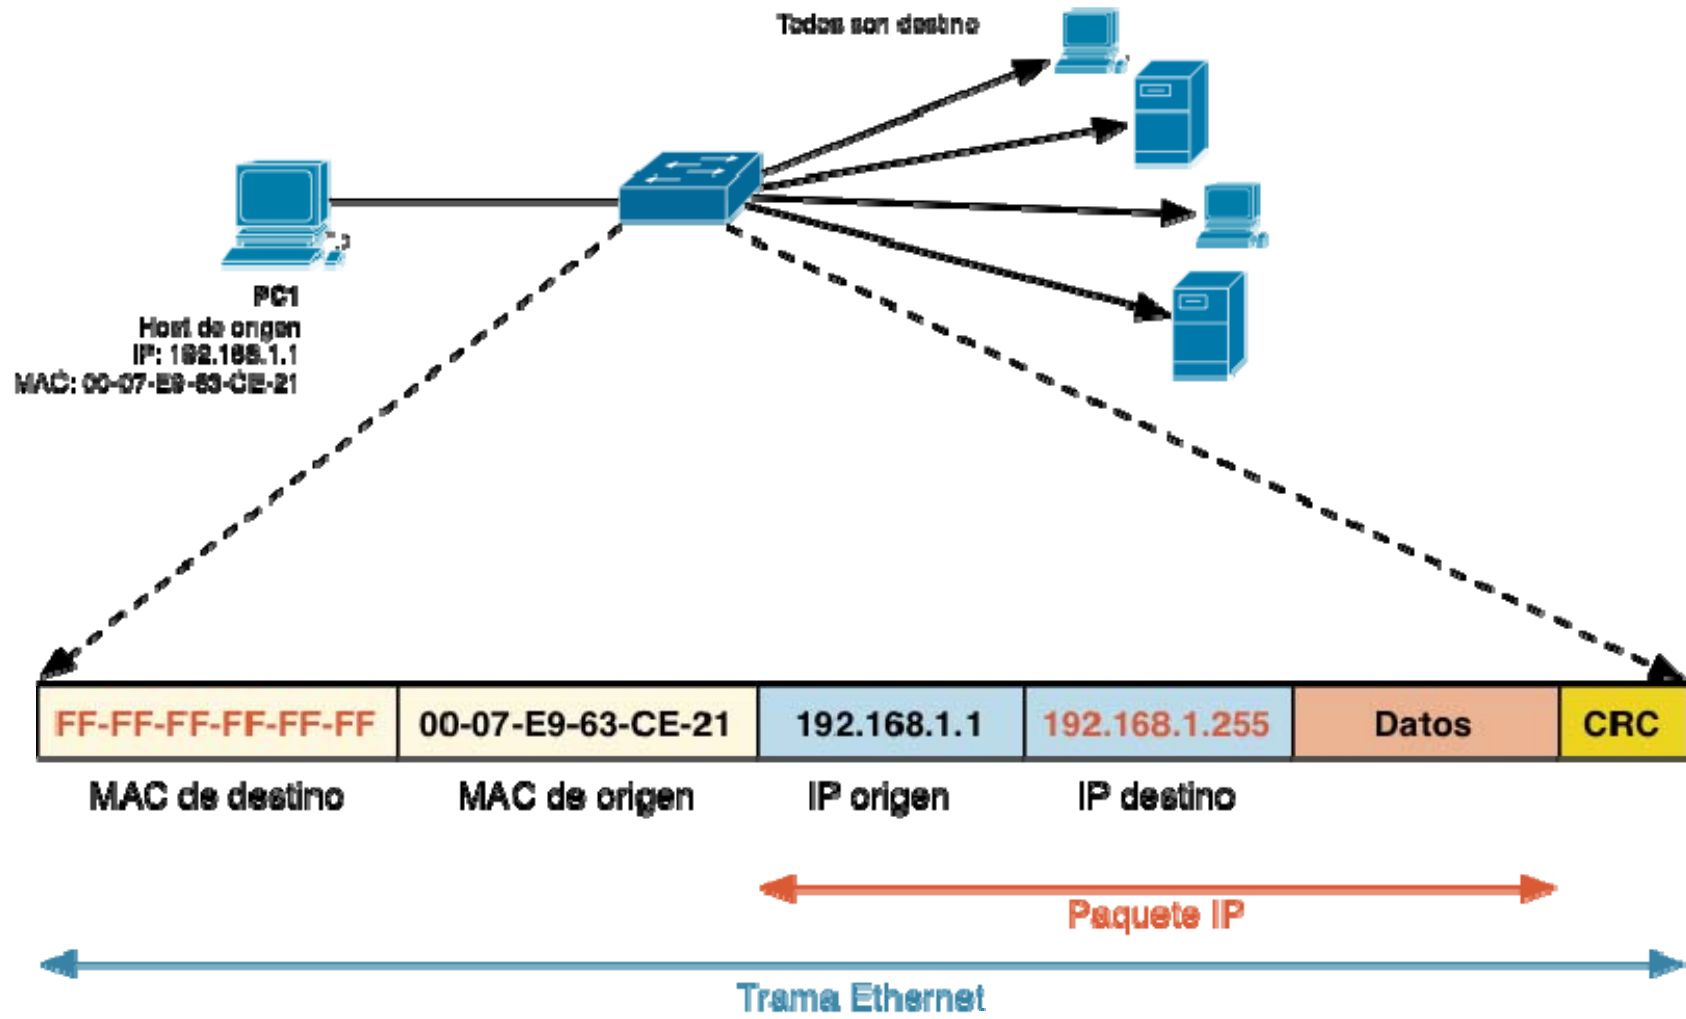 Todos son destino
PC1
Host de origen
IP: 192.168.1.1
MAC: 00-07-E9-63-CE-21
FF-FF-FF-FF-FF-FF
00-07-E9-63-CE-21
192.168.1.1
192.168.1.255
Datos
CRC
MAC de destino
MAC de origen
IP origen
IP destino
Paquete IP
Trama Ethernet